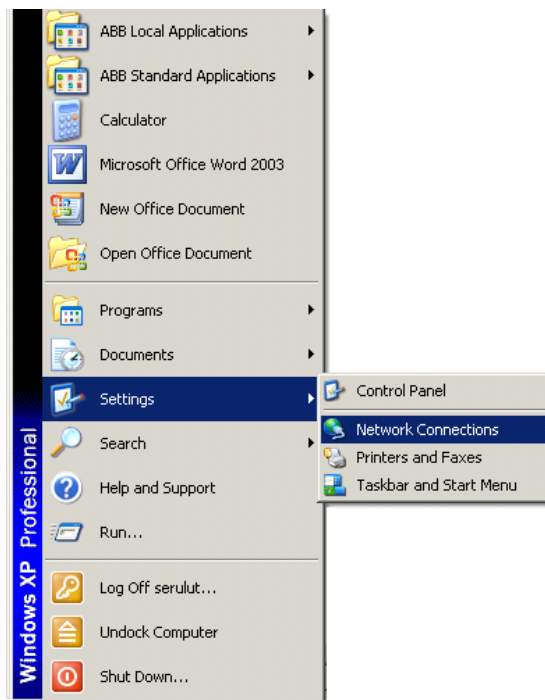 ABB Local Applications
ABB Standard Applications
Calculator
Microsoft Office Word 2003
New Office Document
Open Office Document
Programs
Documents
Settings
Search
Help and Support
Run...
Log Off serulut...
Undock Computer
Shut Down...
Control Panel
Network Connections
Printers and Faxes
Taskbar and Start Menu
Windows XP Professional